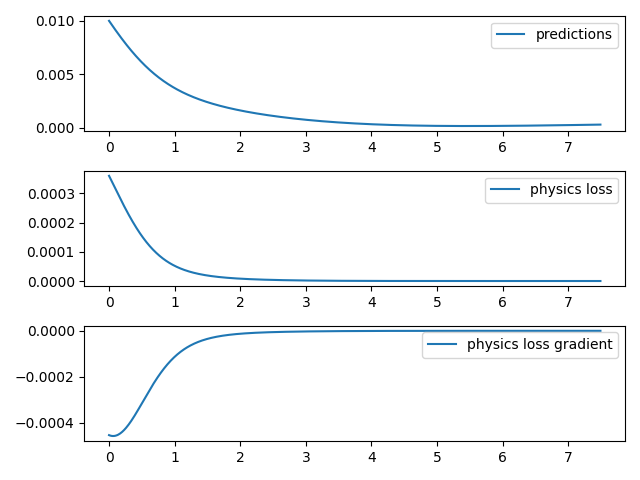 0.010
0.005
0.000
predictions
0 1 2 3 4 5 6 7
0.0003
0.0002
0.0001
0.0000
physics loss
0 1 2 3 4 5 6 7
0.0000
−0.0002
−0.0004
physics loss gradient
0 1 2 3 4 5 6 7